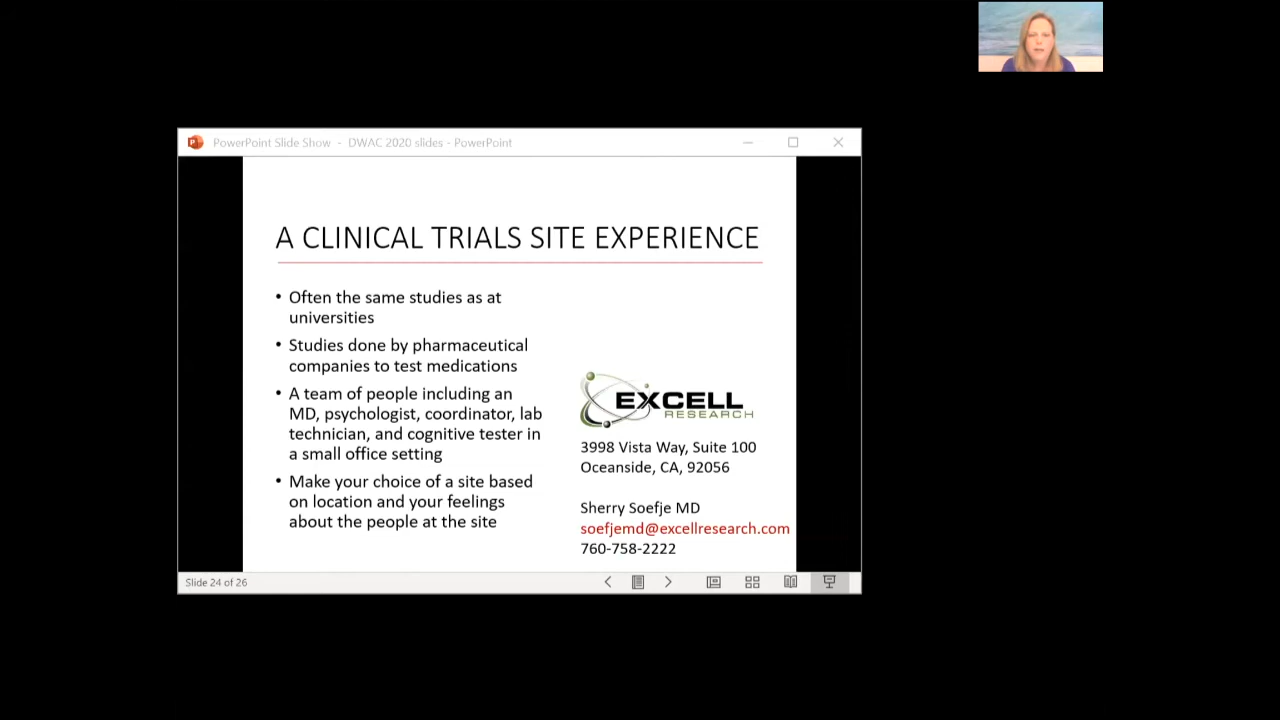 PowerPoint Slide Show - DWAC 2020 slides - PowerPoint
A CLINICAL TRIALS SITE EXPERIENCE
• Often the same studies as at
universities
• Studies done by pharmaceutical
companies to test medications
• A team of people including an
MD, psychologist, coordinator, lab
technician, and cognitive tester in
a small office setting
• Make your choice of a site based
on location and your feelings
about the people at the site
EXCELL
RESEARCH
3998 Vista Way, Suite 100
Oceanside, CA, 92056
Sherry Soefje MD
soefjemd@excellresearch.com
760-758-2222
Slide 24 of 26